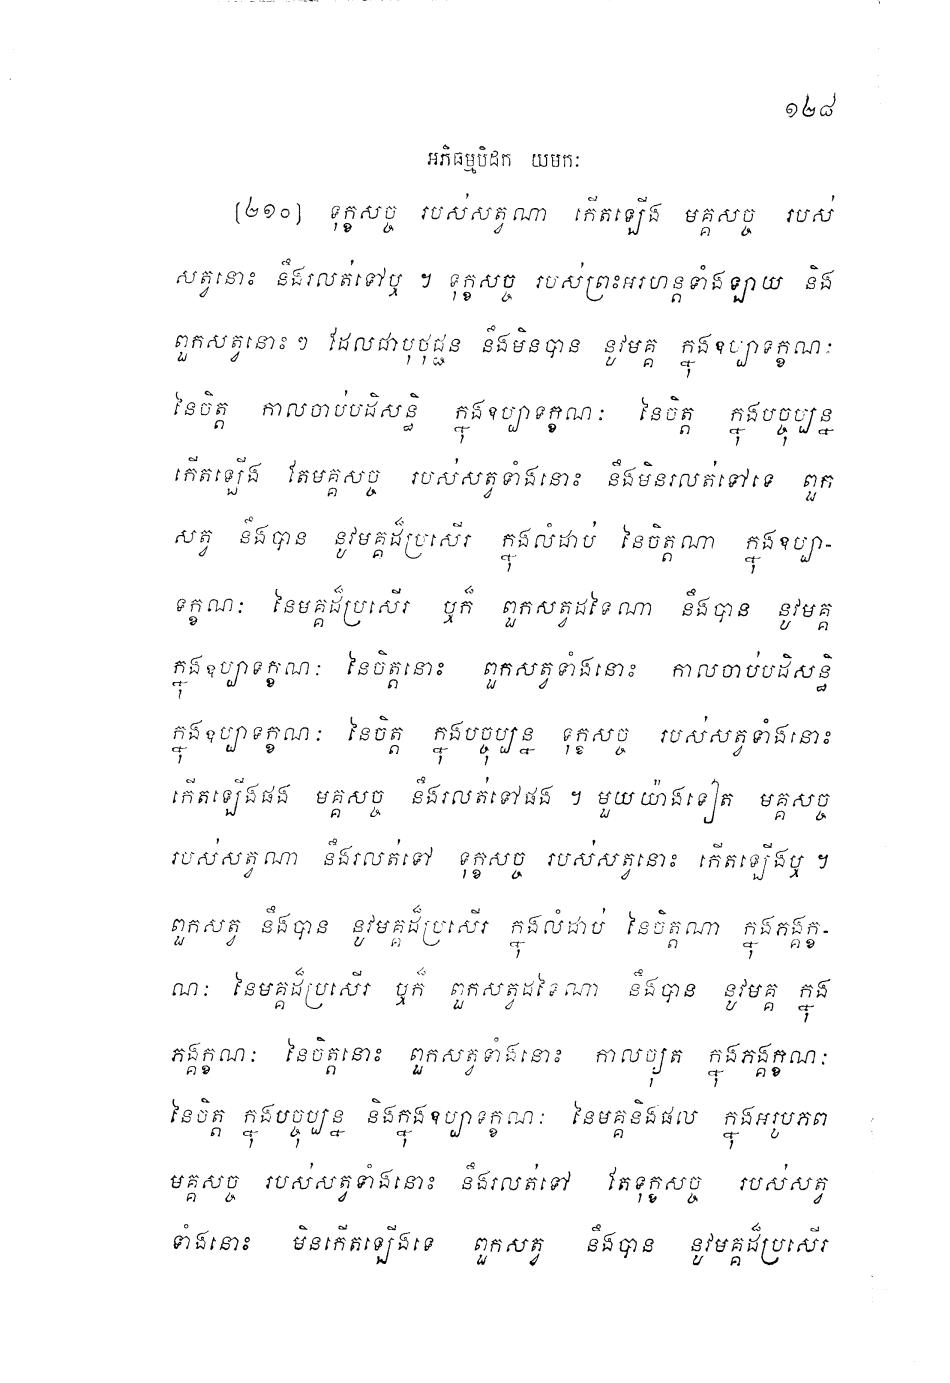 ១២៨
អភិធម្មបិដក យមកៈ
(២១០) ទុក្ខសច្ច របស់សត្វណា កើតឡើង មគ្គសច្ច របស់
សត្វនោះ នឹងរលត់ទៅឬ ។ ទុក្ខសច្ច របស់ព្រះអរហន្តទាំងឡាយ និង
ពួកសត្វនោះៗ ដែលជាបុថុជ្ជន នឹងមិនបាន នូវមគ្គ ក្នុងឧប្បាទក្ខណៈ
នៃចិត្ត កាលចាប់បដិសន្ធិ ក្នុងឧប្បាទក្ខណៈ នៃចិត្ត ក្នុងបច្ចុប្បន្ន
កើតឡើង តែមគ្គសច្ច របស់សត្វទាំងនោះ នឹងមិនរលត់ទៅទេ ពួក
សត្វ នឹងបាន នូវមគ្គដ៏ប្រសើរ ក្នុងលំដាប់ នៃចិត្តណា ក្នុងឧប្បា-
ទក្ខណៈ នៃមគ្គដ៏ប្រសើរ ឬក៏ ពួកសត្វដទៃណា នឹងបាន នូវមគ្គ
ក្នុងឧប្បាទក្ខណៈ នៃចិត្តនោះ ពួកសត្វទាំងនោះ កាលចាប់បដិសន្ធិ
ក្នុងឧប្បាទក្ខណៈ នៃចិត្ត ក្នុងបច្ចុប្បន្ន ទុក្ខសច្ច របស់សត្វទាំងនោះ
កើតឡើងផង មគ្គសច្ច នឹងរលត់ទៅផង ។ មួយយ៉ាងទៀត មគ្គសច្ច
របស់សត្វណា នឹងរលត់ទៅ ទុក្ខសច្ច របស់សត្វនោះ កើតឡើងឬ ។
ពួកសត្វ នឹងបាន នូវមគ្គដ៏ប្រសើរ ក្នុងលំដាប់ នៃចិត្តណា ក្នុងភង្គក្ខ-
ណៈ នៃមគ្គដ៏ប្រសើរ ឬក៏ ពួកសត្វដទៃណា នឹងបាន នូវមគ្គ ក្នុង
ភង្គក្ខណៈ នៃចិត្តនោះ ពួកសត្វទាំងនោះ កាលច្យុត ក្នុងភង្គក្ខណៈ
នៃចិត្ត ក្នុងបច្ចុប្បន្ន និងក្នុងឧប្បាទក្ខណៈ នៃមគ្គនិងផល ក្នុងអរូបភព
មគ្គសច្ច របស់សត្វទាំងនោះ នឹងរលត់ទៅ តែទុក្ខសច្ច របស់សត្វ
ទាំងនោះ មិនកើតឡើងទេ ពួកសត្វ នឹងបាន នូវមគ្គដ៏ប្រសើរ